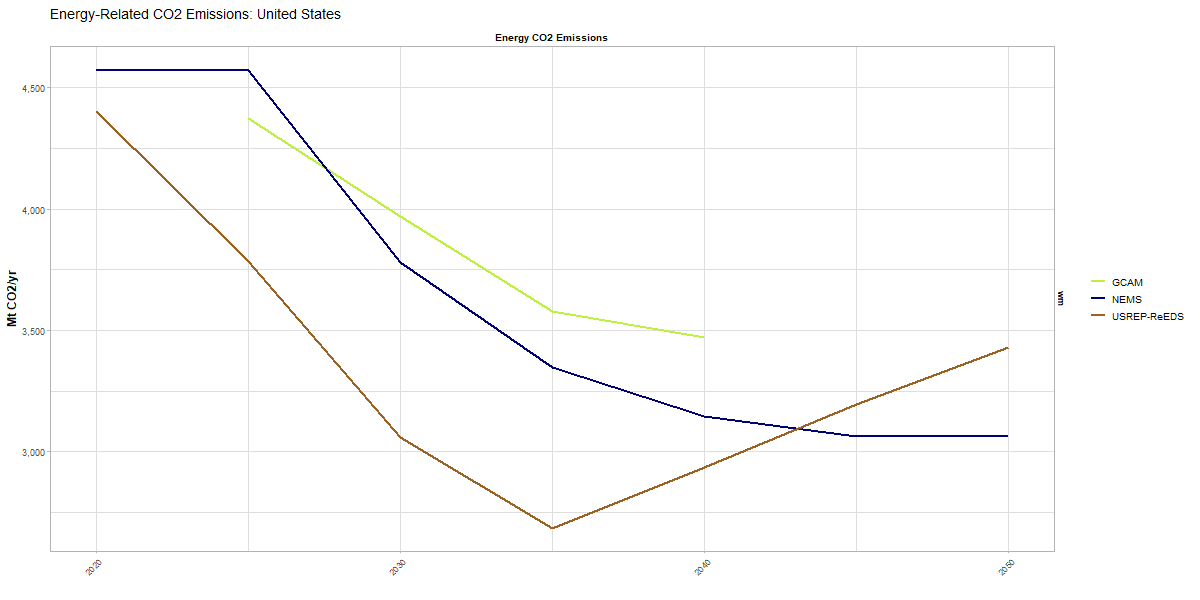 Energy-Related CO2 Emissions: United States
Energy CO2 Emissions
Mt CO2/yr
4,500
4,000
3,500
3,000
2020
2030
2040
2050
wm
GCAM
NEMS
USREP-ReEDS